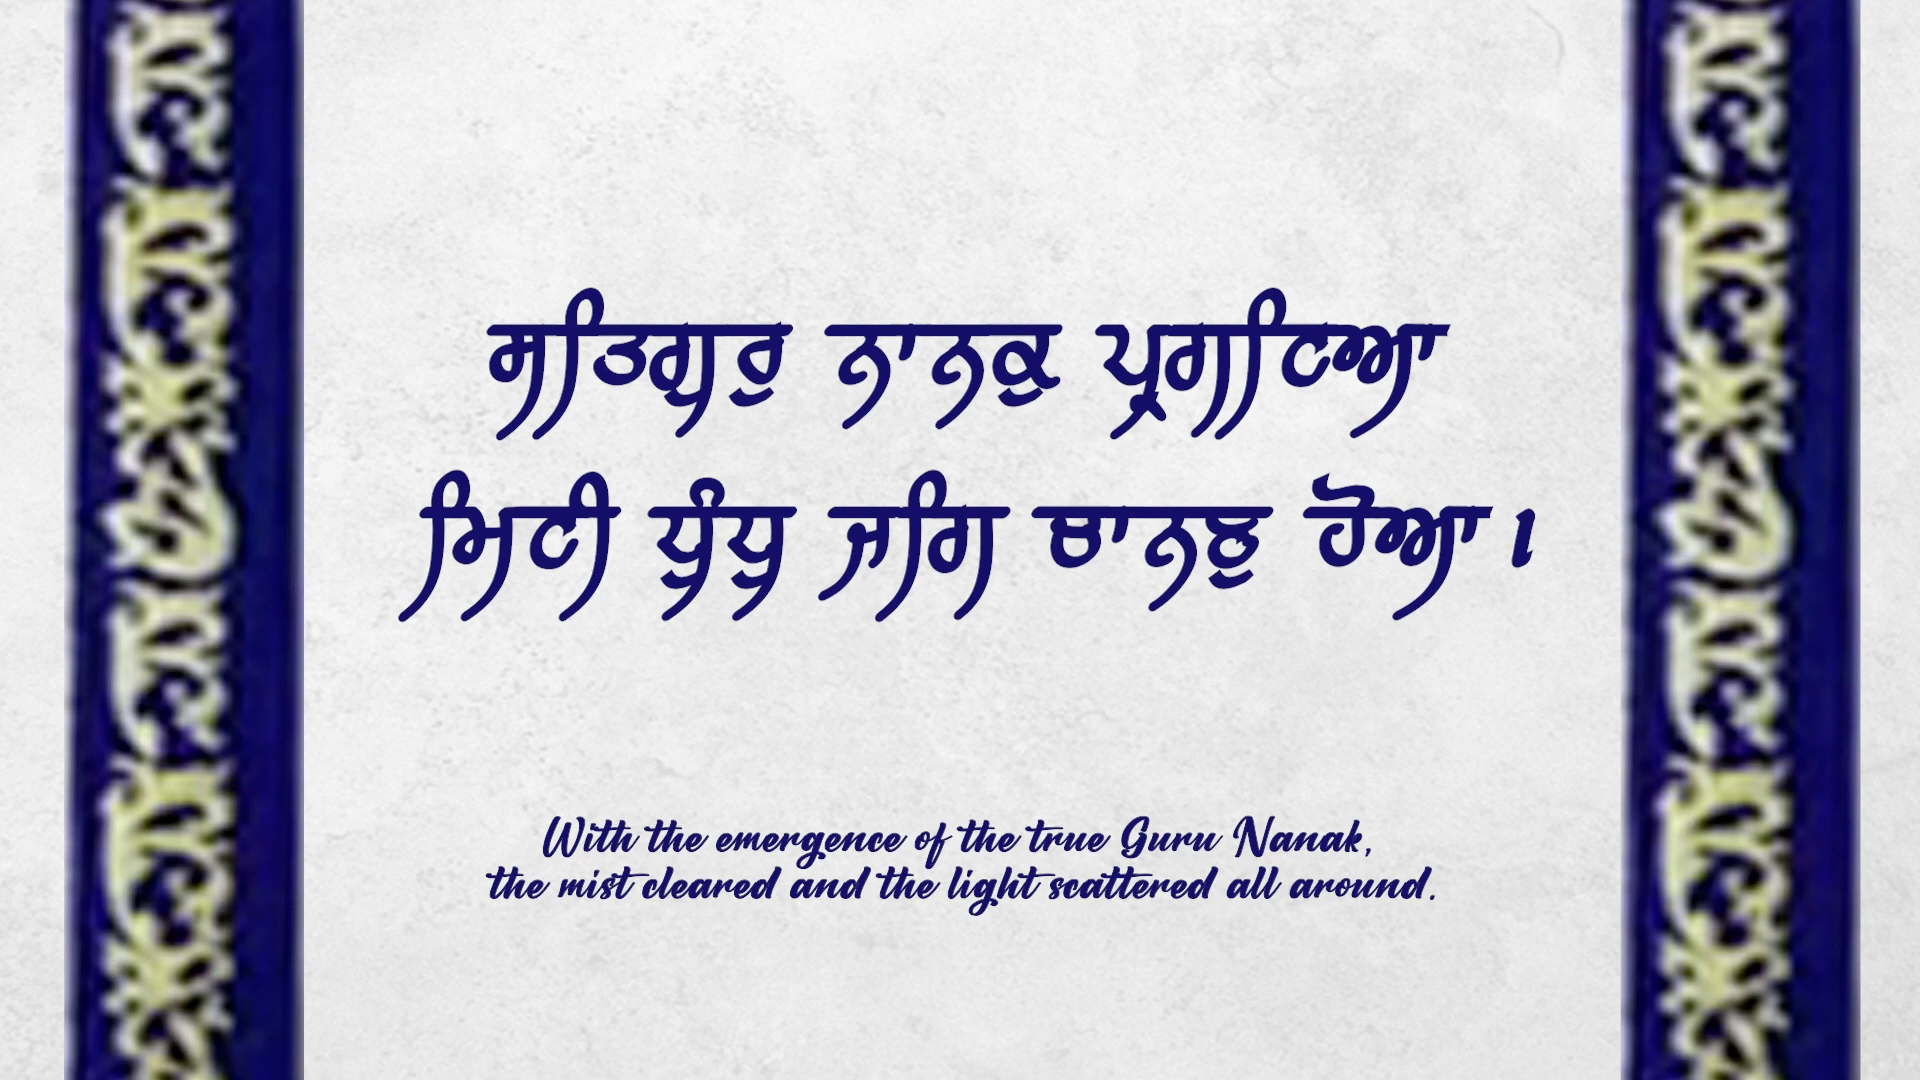 ਸਤਿਗੁਰੁ ਨਾਨਕੁ ਪ੍ਰਗਟਿਆ
ਮਿਟੀ ਧੁੰਧੁ ਜਗਿ ਚਾਨਣੁ ਹੋਆ।
With the emergence of the true Guru Nanak,
the mist cleared and the light scattered all around.